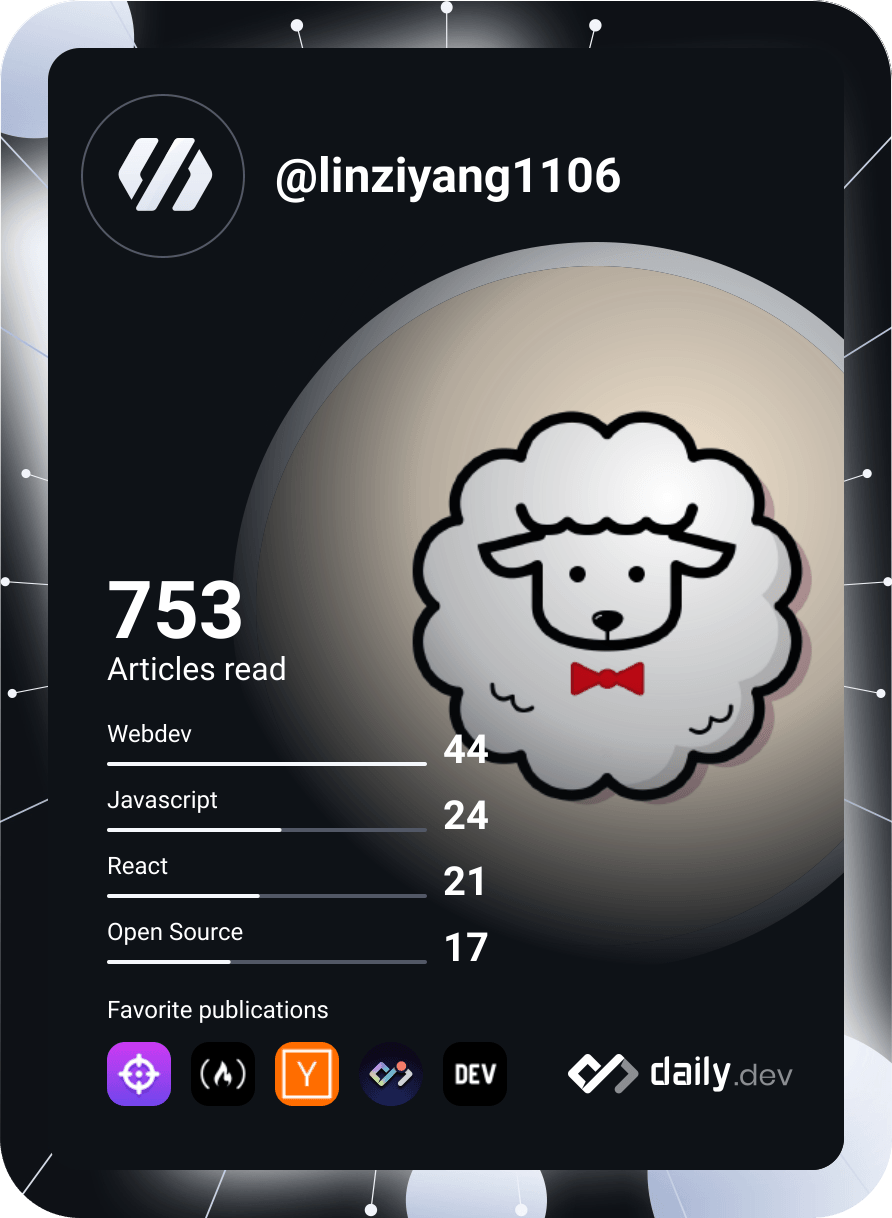 @linziyang1106
753
Articles read
Webdev
44
Javascript
24
React
21
Open Source
17
Favorite publications
Y
DEV
daily.dev